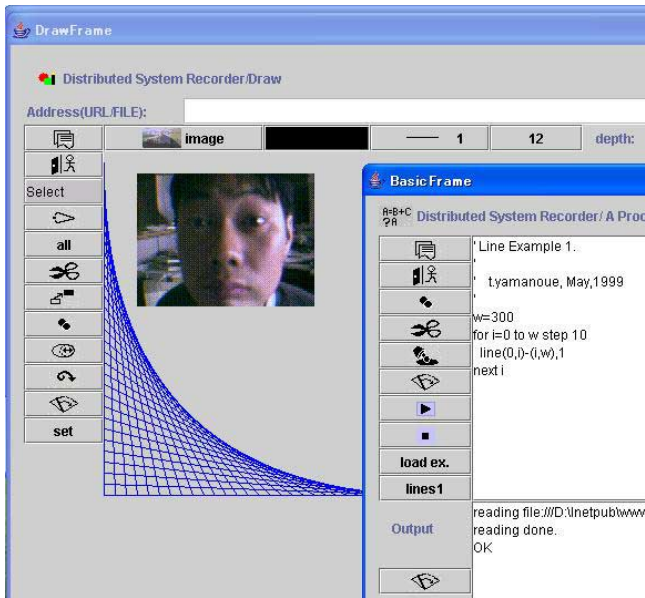 DrawFrame
Distributed System Recorder/Draw
Address(URL/FILE):
image
1
12
depth:
Select
all
set
BasicFrame
A=B+C
?A
Distributed System Recorder/ A Proc
' Line Example 1.
'
' t.yamanoue, May,1999
'
w=300
for i=0 to w step 10
line(0,i)-(i,w),1
next i
load ex.
lines1
Output
reading file:///D:\Inetpub\www
reading done.
OK